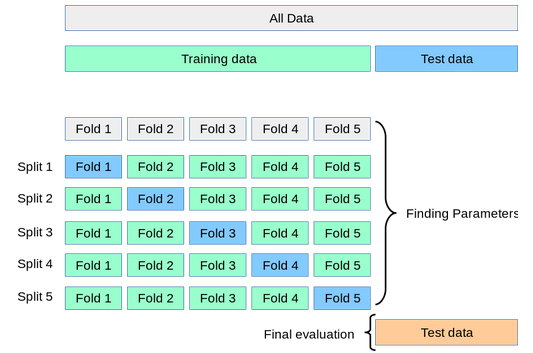 All Data
Training data Test data
Fold 1 Fold 2 Fold 3 Fold 4 Fold 5
Split 1 Fold 1 Fold 2 Fold 3 Fold 4 Fold 5
Split 2 Fold 1 Fold 2 Fold 3 Fold 4 Fold 5
Finding Parameters
Split 3 Fold 1 Fold 2 Fold 3 Fold 4 Fold 5
Split 4 Fold 1 Fold 2 Fold 3 Fold 4 Fold 5
Split 5 Fold 1 Fold 2 Fold 3 Fold 4 Fold 5
Final evaluation Test data